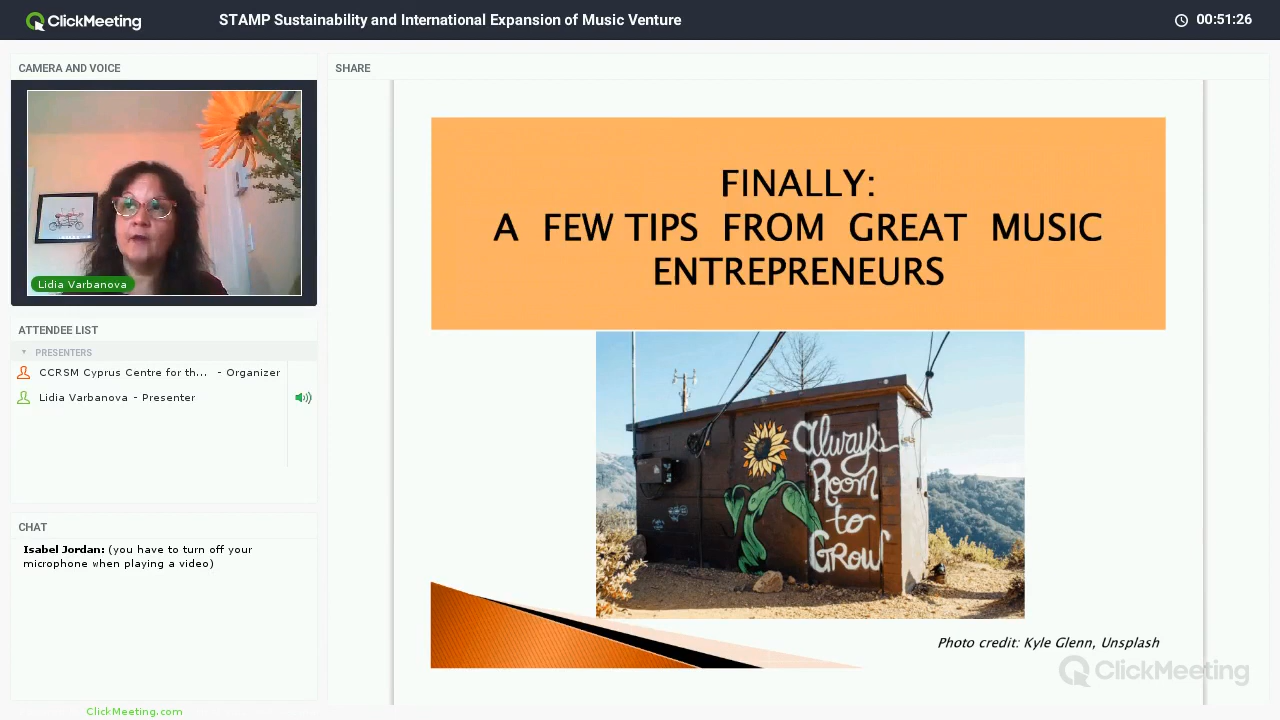 ClickMeeting
STAMP Sustainability and International Expansion of Music Venture
00:51:26
CAMERA AND VOICE
Lidia Varbanova
ATTENDEE LIST
PRESENTERS
CCRSM Cyprus Centre for th... - Organizer
Lidia Varbanova - Presenter
CHAT
Isabel Jordan: (you have to turn off your
microphone when playing a video)
ClickMeeting.com
SHARE
FINALLY:
A FEW TIPS FROM GREAT MUSIC
ENTREPRENEURS
Always
Room
to
Grow
Photo credit: Kyle Glenn, Unsplash
ClickMeeting